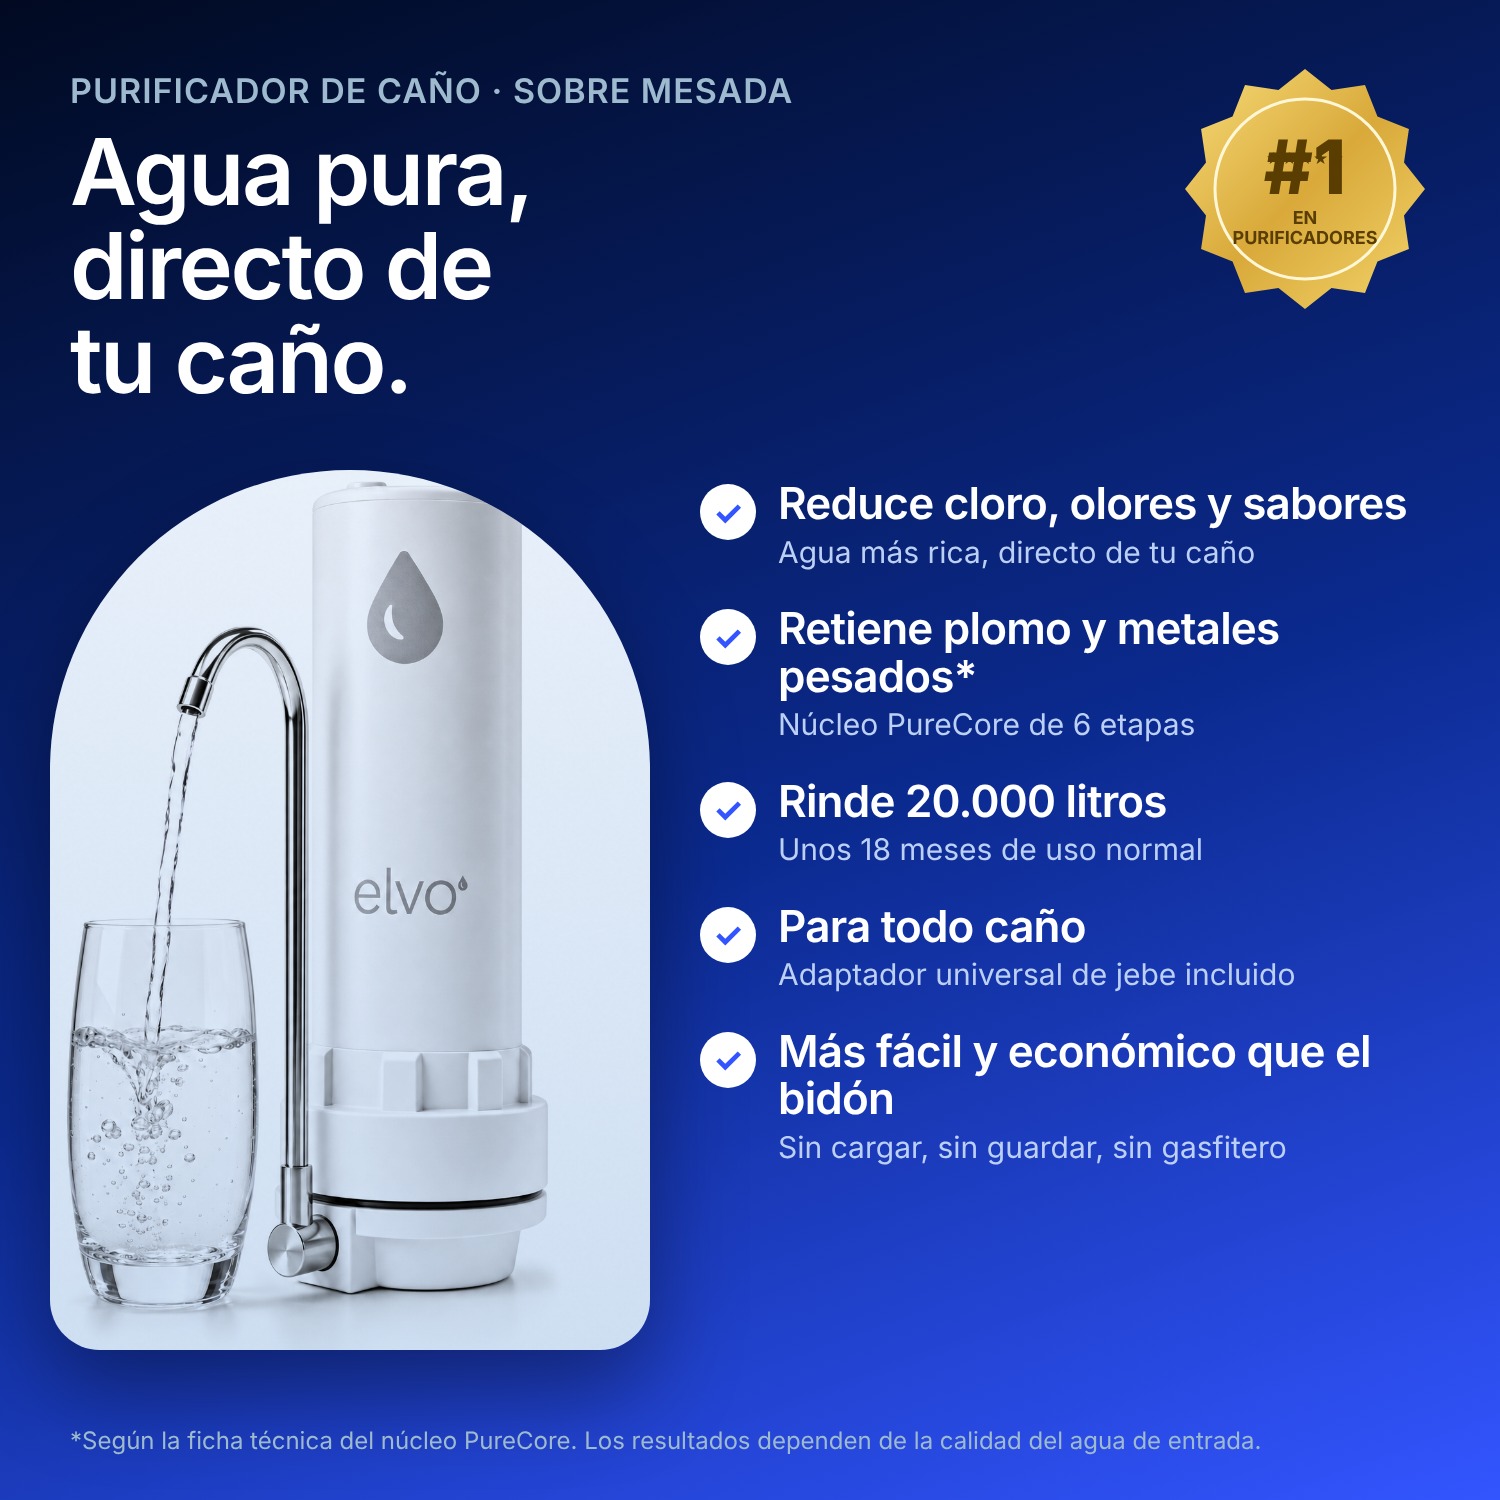 PURIFICADOR DE CAÑO · SOBRE MESADA
Agua pura,
directo de
tu caño.
#1
EN
PURIFICADORES
Reduce cloro, olores y sabores
Agua más rica, directo de tu caño
Retiene plomo y metales
pesados*
Núcleo PureCore de 6 etapas
Rinde 20.000 litros
Unos 18 meses de uso normal
Para todo caño
Adaptador universal de jebe incluido
Más fácil y económico que el
bidón
Sin cargar, sin guardar, sin gasfitero
elvo
*Según la ficha técnica del núcleo PureCore. Los resultados dependen de la calidad del agua de entrada.